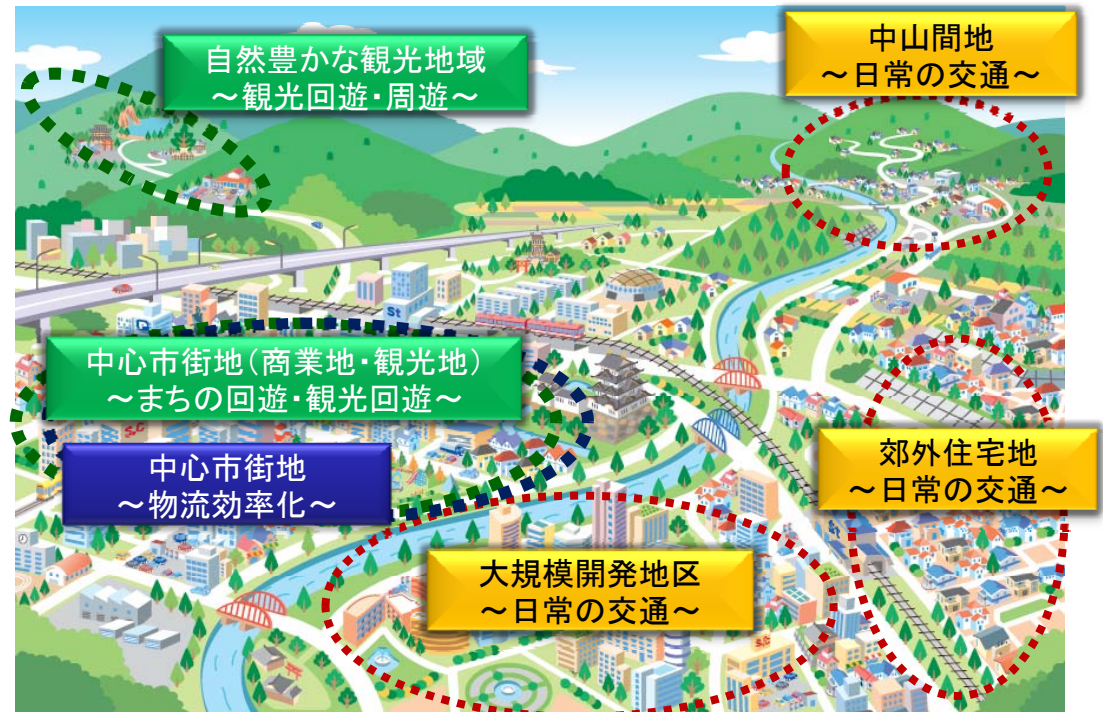 自然豊かな観光地域
～観光回遊・周遊～
中山間地
～日常の交通～
St
P
中心市街地(商業地・観光地)
～まちの回遊・観光回遊～
S.C
中心市街地
～物流効率化～
郊外住宅地
～日常の交通～
大規模開発地区
～日常の交通～
S.C